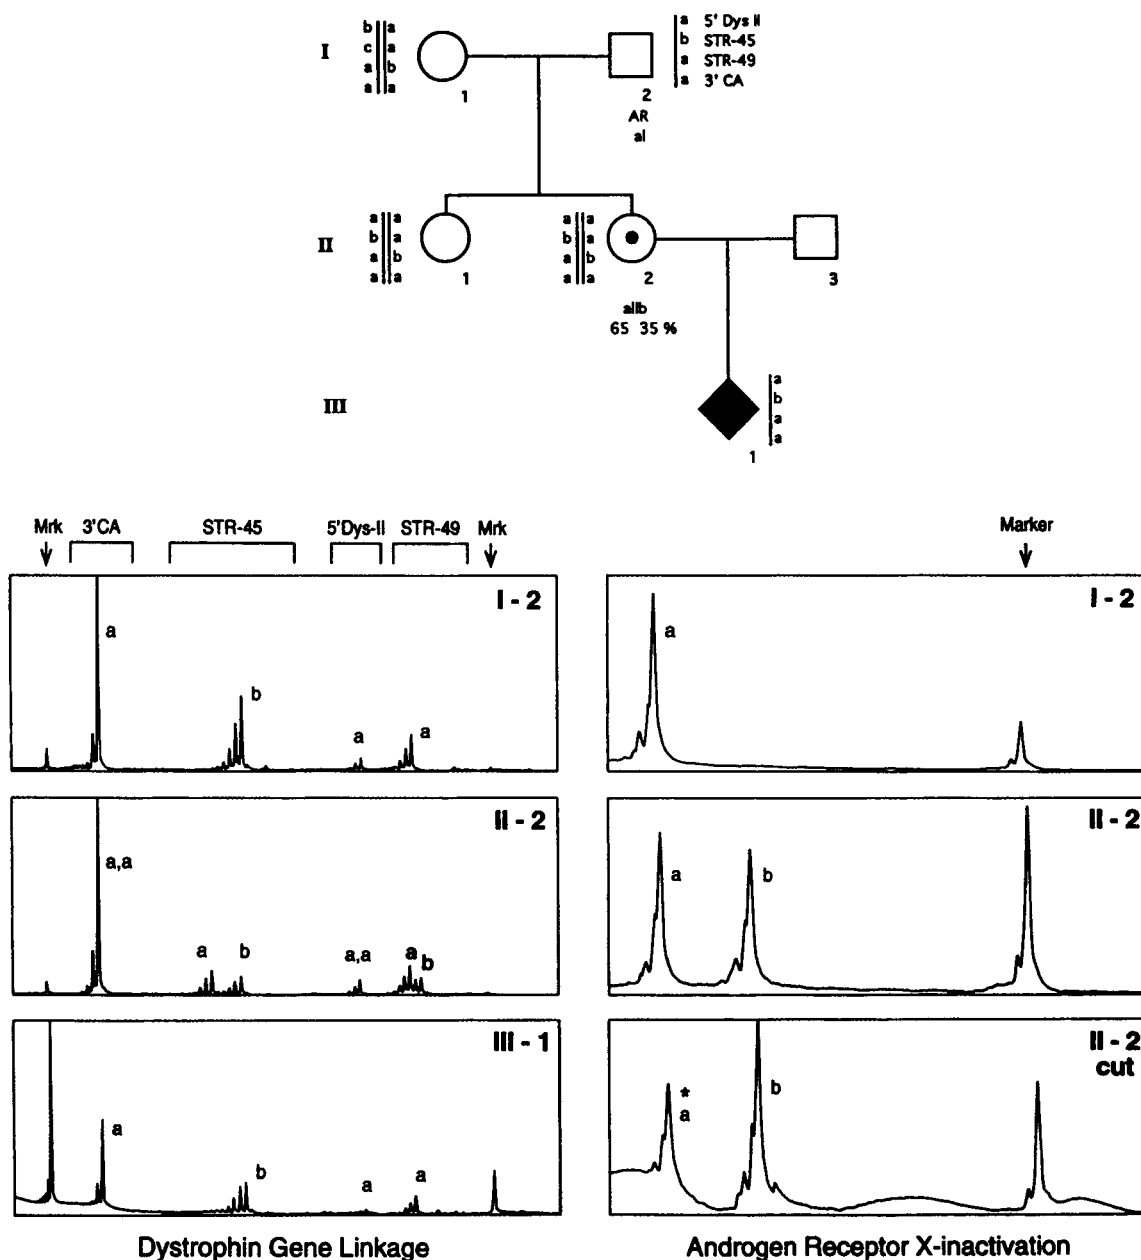 b a a 5' Dys II
I c a b STR-45
a b a STR-49
a a a 3' CA
1 2
AR
al
a a a a
II b a b a
a b a b
a a a a
1 2 3
allb
65 35 %
a
III b
a
a
1
Mrk 3'CA STR-45 5'Dys-II STR-49 Mrk Marker
I - 2 I - 2
a b a a a
II - 2 II - 2
a,a a b a,a a b a b
III - 1 II - 2
cut
a b a a * a b
Dystrophin Gene Linkage Androgen Receptor X-inactivation